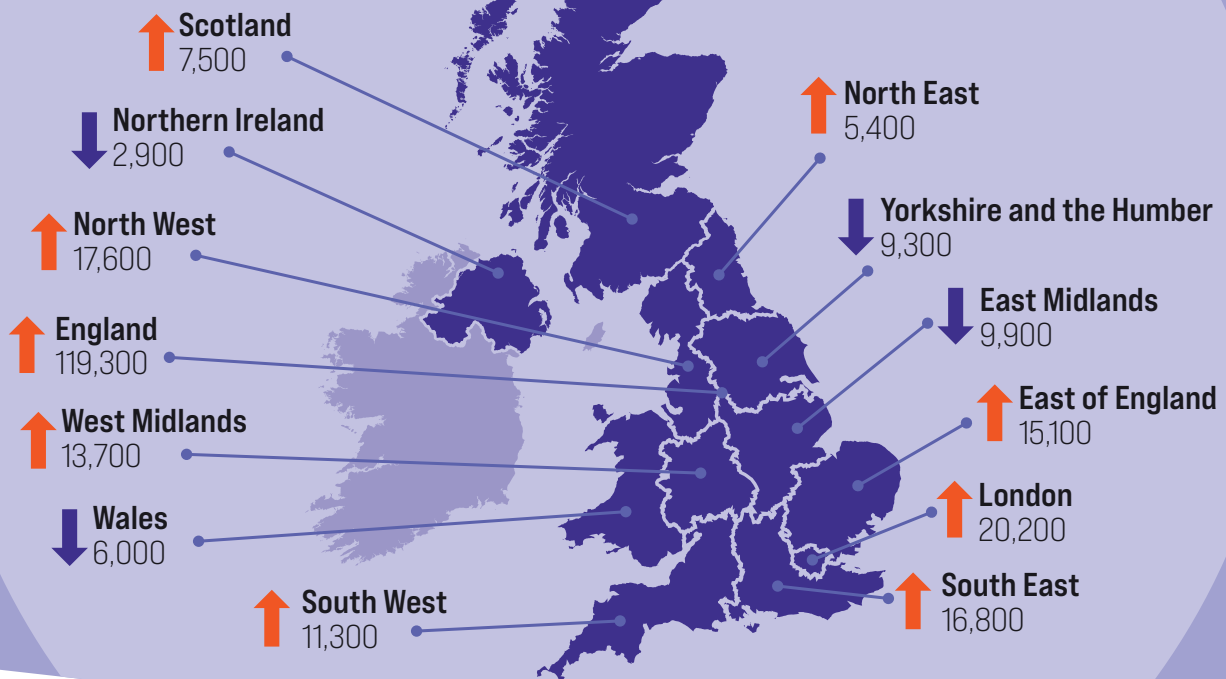 Scotland
7,500
Northern Ireland
2,900
North West
17,600
England
119,300
West Midlands
13,700
Wales
6,000
South West
11,300
North East
5,400
Yorkshire and the Humber
9,300
East Midlands
9,900
East of England
15,100
London
20,200
South East
16,800